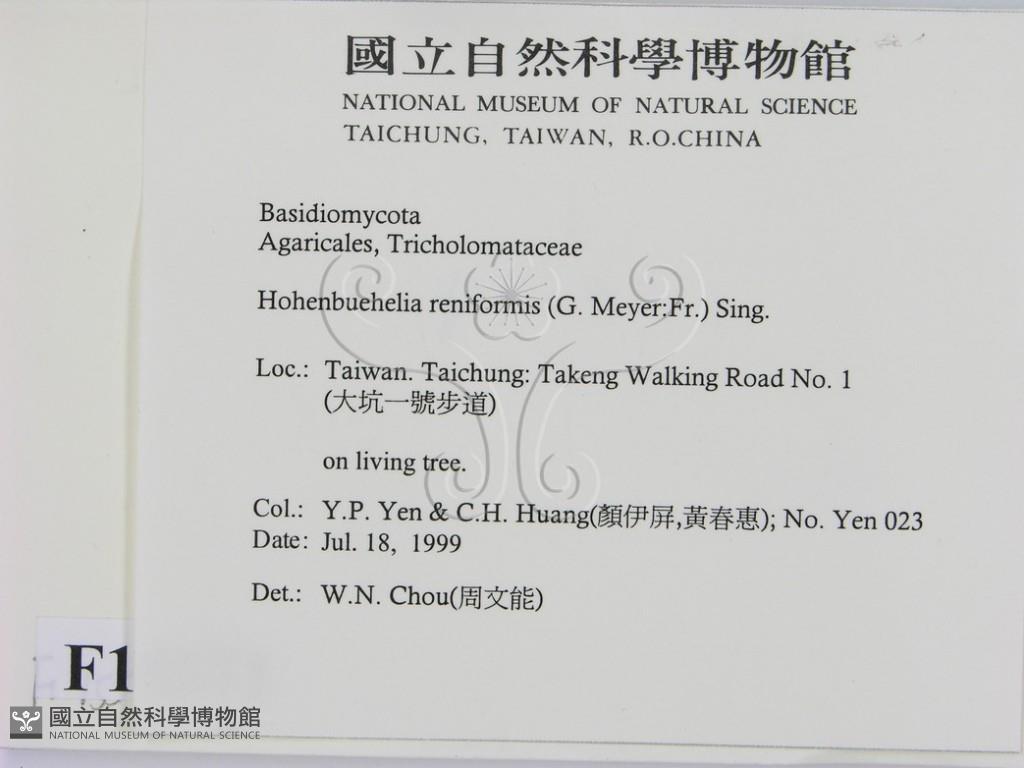 國立自然科學博物館
NATIONAL MUSEUM OF NATURAL SCIENCE
TAICHUNG, TAIWAN, R.O.CHINA
Basidiomycota
Agaricales, Tricholomataceae
Hohenbuehelia reniformis (G. Meyer:Fr.) Sing.
Loc.: Taiwan. Taichung: Takeng Walking Road No. 1
(大坑一號步道)
on living tree.
Col.: Y.P. Yen & C.H. Huang(顏伊屏,黃春惠); No. Yen 023
Date: Jul. 18, 1999
Det.: W.N. Chou(周文能)
F1
國立自然科學博物館
NATIONAL MUSEUM OF NATURAL SCIENCE